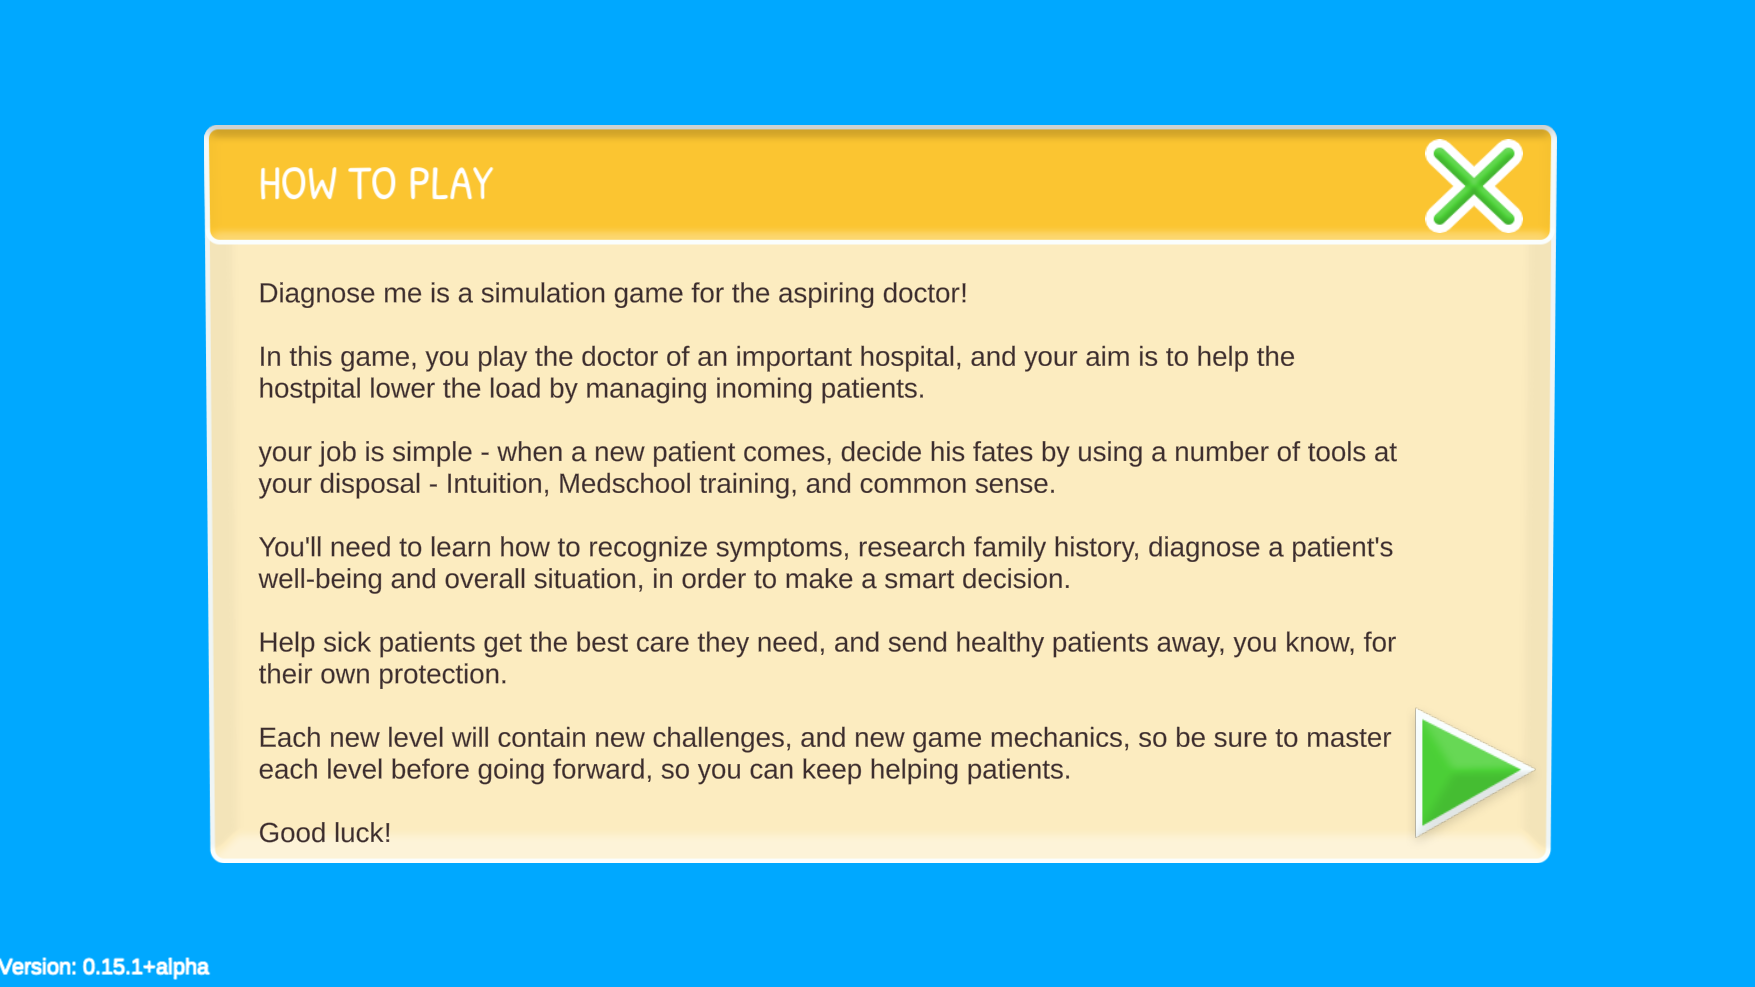 HOW TO PLAY
Diagnose me is a simulation game for the aspiring doctor!
In this game, you play the doctor of an important hospital, and your aim is to help the
hostpital lower the load by managing inoming patients.
your job is simple - when a new patient comes, decide his fates by using a number of tools at
your disposal - Intuition, Medschool training, and common sense.
You'll need to learn how to recognize symptoms, research family history, diagnose a patient's
well-being and overall situation, in order to make a smart decision.
Help sick patients get the best care they need, and send healthy patients away, you know, for
their own protection.
Each new level will contain new challenges, and new game mechanics, so be sure to master
each level before going forward, so you can keep helping patients.
Good luck!
Version: 0.15.1+alpha